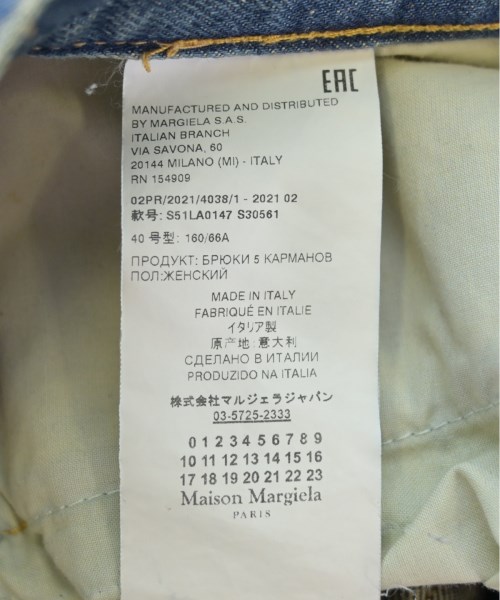 EAC
MANUFACTURED AND DISTRIBUTED
BY MARGIELA S.A.S.
ITALIAN BRANCH
VIA SAVONA, 60
20144 MILANO (MI) - ITALY
RN 154909
02PR/2021/4038/1 - 2021 02
款号: S51LA0147 S30561
40 号型: 160/66A
ПРОДУКТ: БРЮКИ 5 КАРМАНОВ
ПОЛ:ЖЕНСКИЙ
MADE IN ITALY
FABRIQUÉ EN ITALIE
イタリア製
原产地:意大利
СДЕЛАНО В ИТАЛИИ
PRODUZIDO NA ITALIA
株式会社マルジェラジャパン
03-5725-2333
0 1 2 3 4 5 6 7 8 9
10 11 12 13 14 15 16
17 18 19 20 21 22 23
Maison Margiela
PARIS